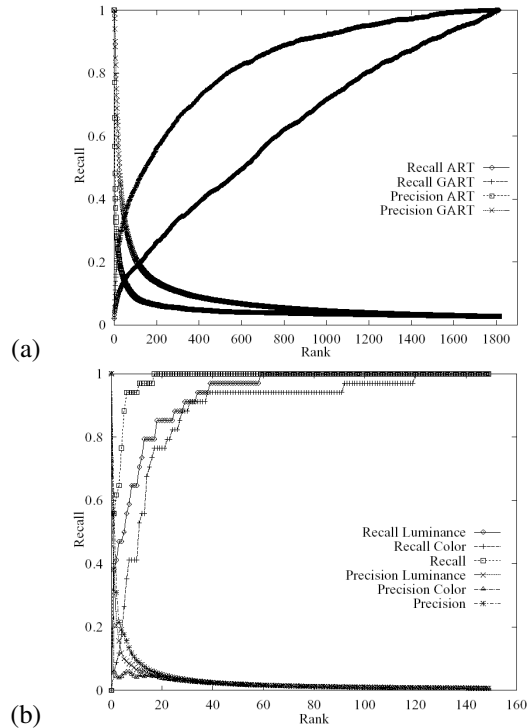 1
0.8
0.6
0.4
0.2
0
Recall
Recall ART
Recall GART
Precision ART
Precision GART
0 200 400 600 800 1000 1200 1400 1600 1800
Rank
(a)
1
0.8
0.6
0.4
0.2
0
Recall
Recall Luminance
Recall Color
Recall
Precision Luminance
Precision Color
Precision
0 20 40 60 80 100 120 140 160
Rank
(b)